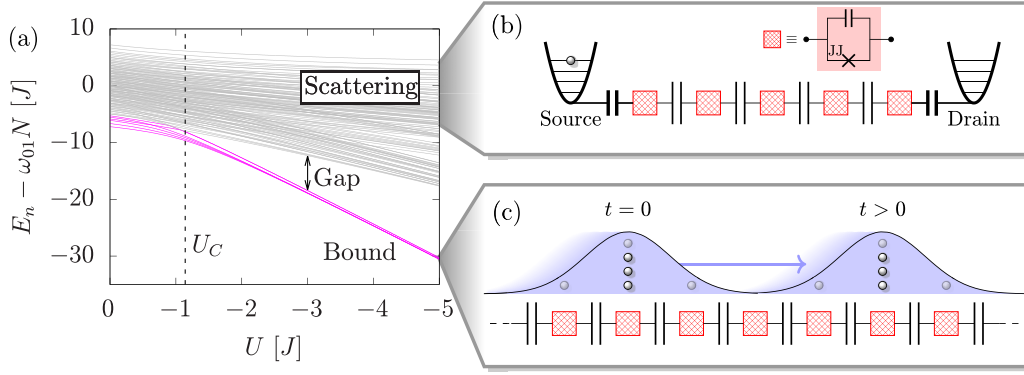 (a)
10
0
−10
−20
−30
E_n − ω_01 N [J]
Scattering
Gap
Bound
U_C
0 −1 −2 −3 −4 −5
U [J]
(b)
≡
JJ
Source
Drain
(c)
t = 0
t > 0